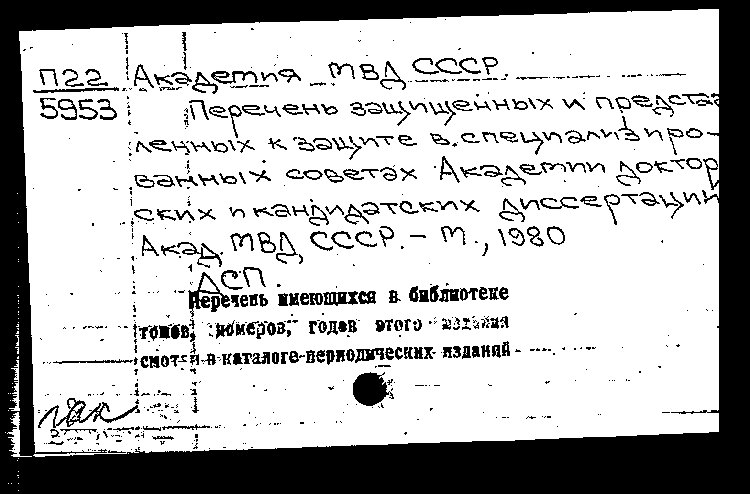 П22 Академия МВД СССР.
5953 Перечень защищенных и представ
ленных к защите в специализиро-
ванных советах Академии доктор
ских и кандидатских диссертаций
Акад. МВД СССР. – М., 1980
ДСП.
Перечень имеющихся в библиотеке
томов, номеров, годов этого издания
смотри в каталоге периодических изданий